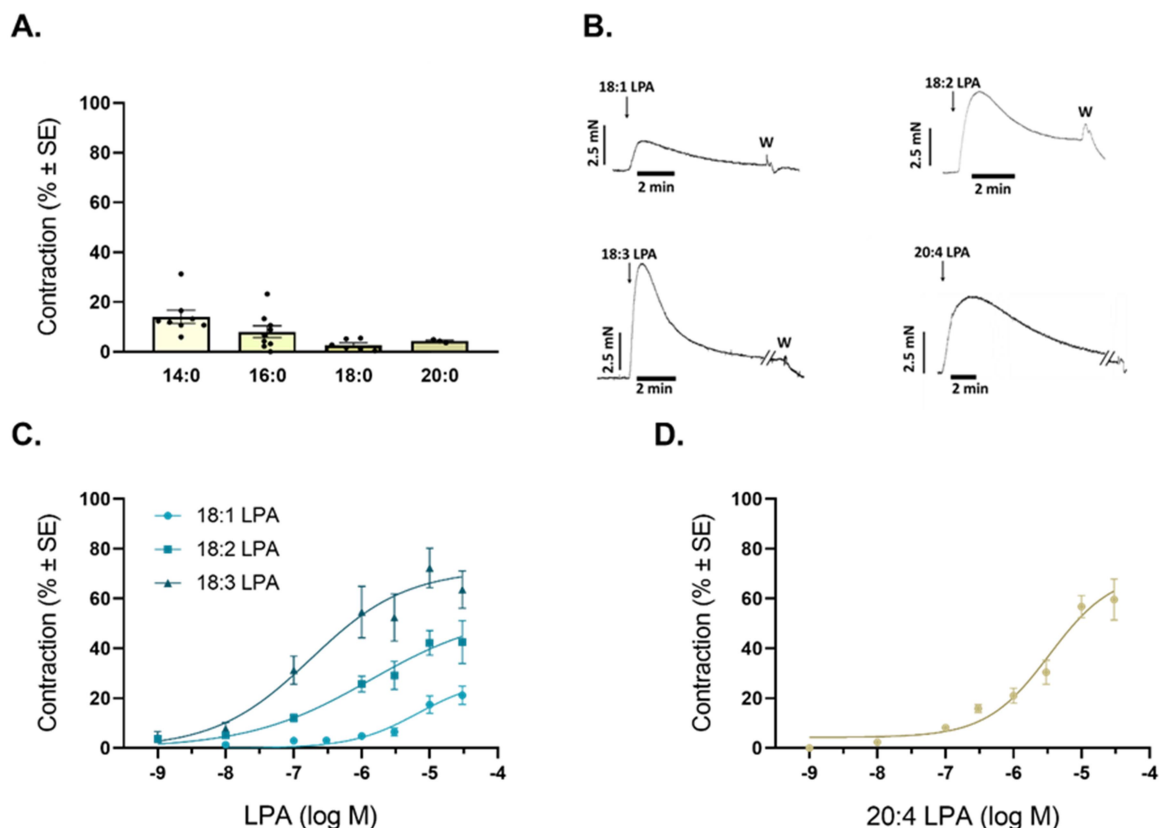 A.
Contraction (% ± SE)
100
80
60
40
20
0
14:0 16:0 18:0 20:0
B.
18:1 LPA
2.5 mN
W
2 min
18:2 LPA
2.5 mN
W
2 min
18:3 LPA
2.5 mN
W
2 min
20:4 LPA
2.5 mN
2 min
C.
Contraction (% ± SE)
100
80
60
40
20
0
18:1 LPA
18:2 LPA
18:3 LPA
-9 -8 -7 -6 -5 -4
LPA (log M)
D.
Contraction (% ± SE)
100
80
60
40
20
0
-9 -8 -7 -6 -5 -4
20:4 LPA (log M)